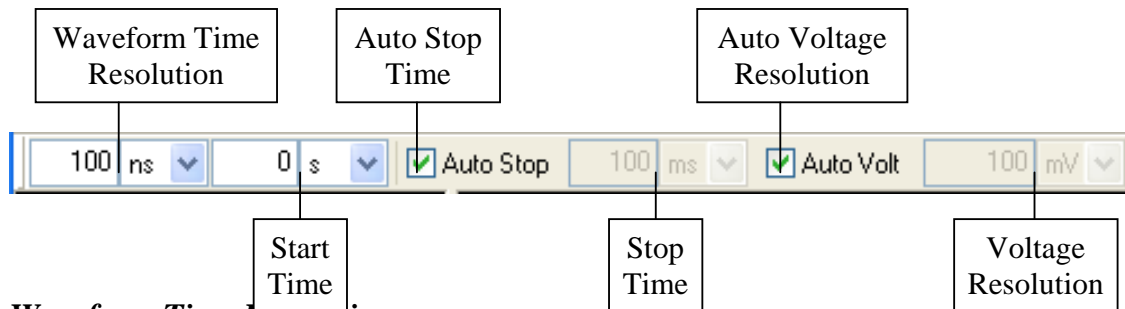 Waveform Time
Resolution
Auto Stop
Time
Auto Voltage
Resolution
100 ns 0 s Auto Stop 100 ms Auto Volt 100 mV
Start
Time
Stop
Time
Voltage
Resolution